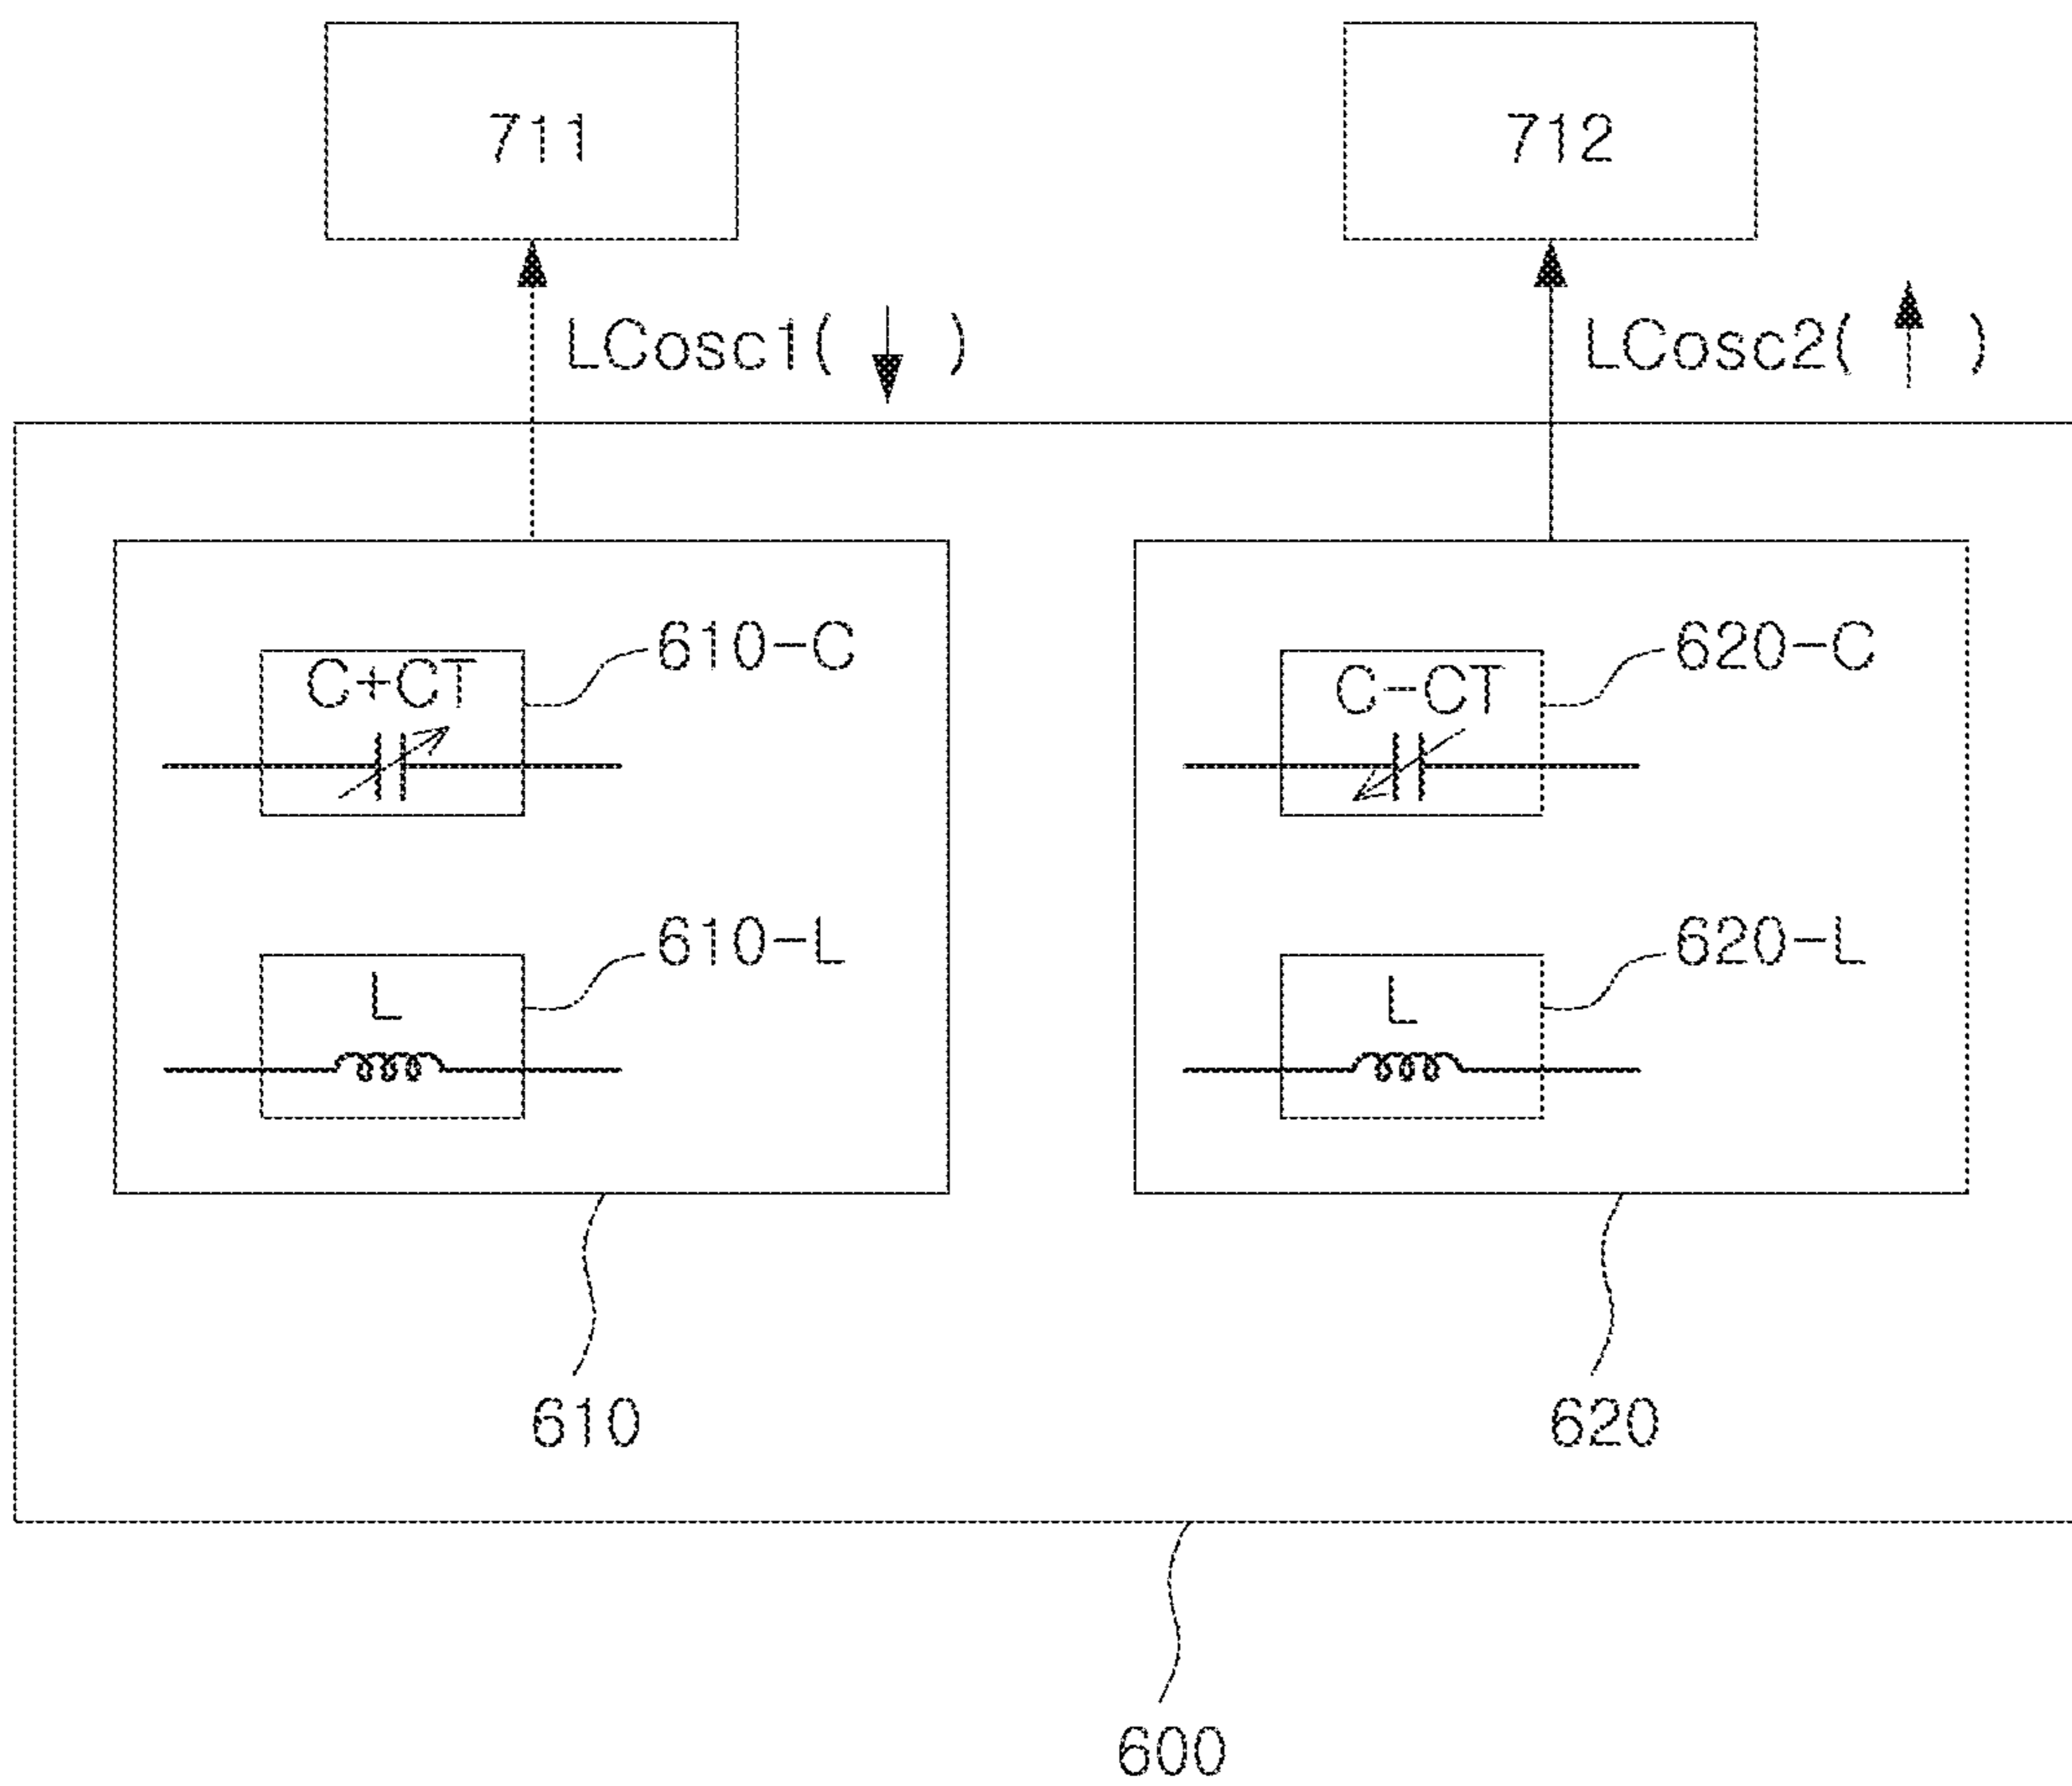 711
712
LCosc1( ↓ )
LCosc2( ↑ )
610-C
C+CT
620-C
C-CT
610-L
L
620-L
L
610
620
600